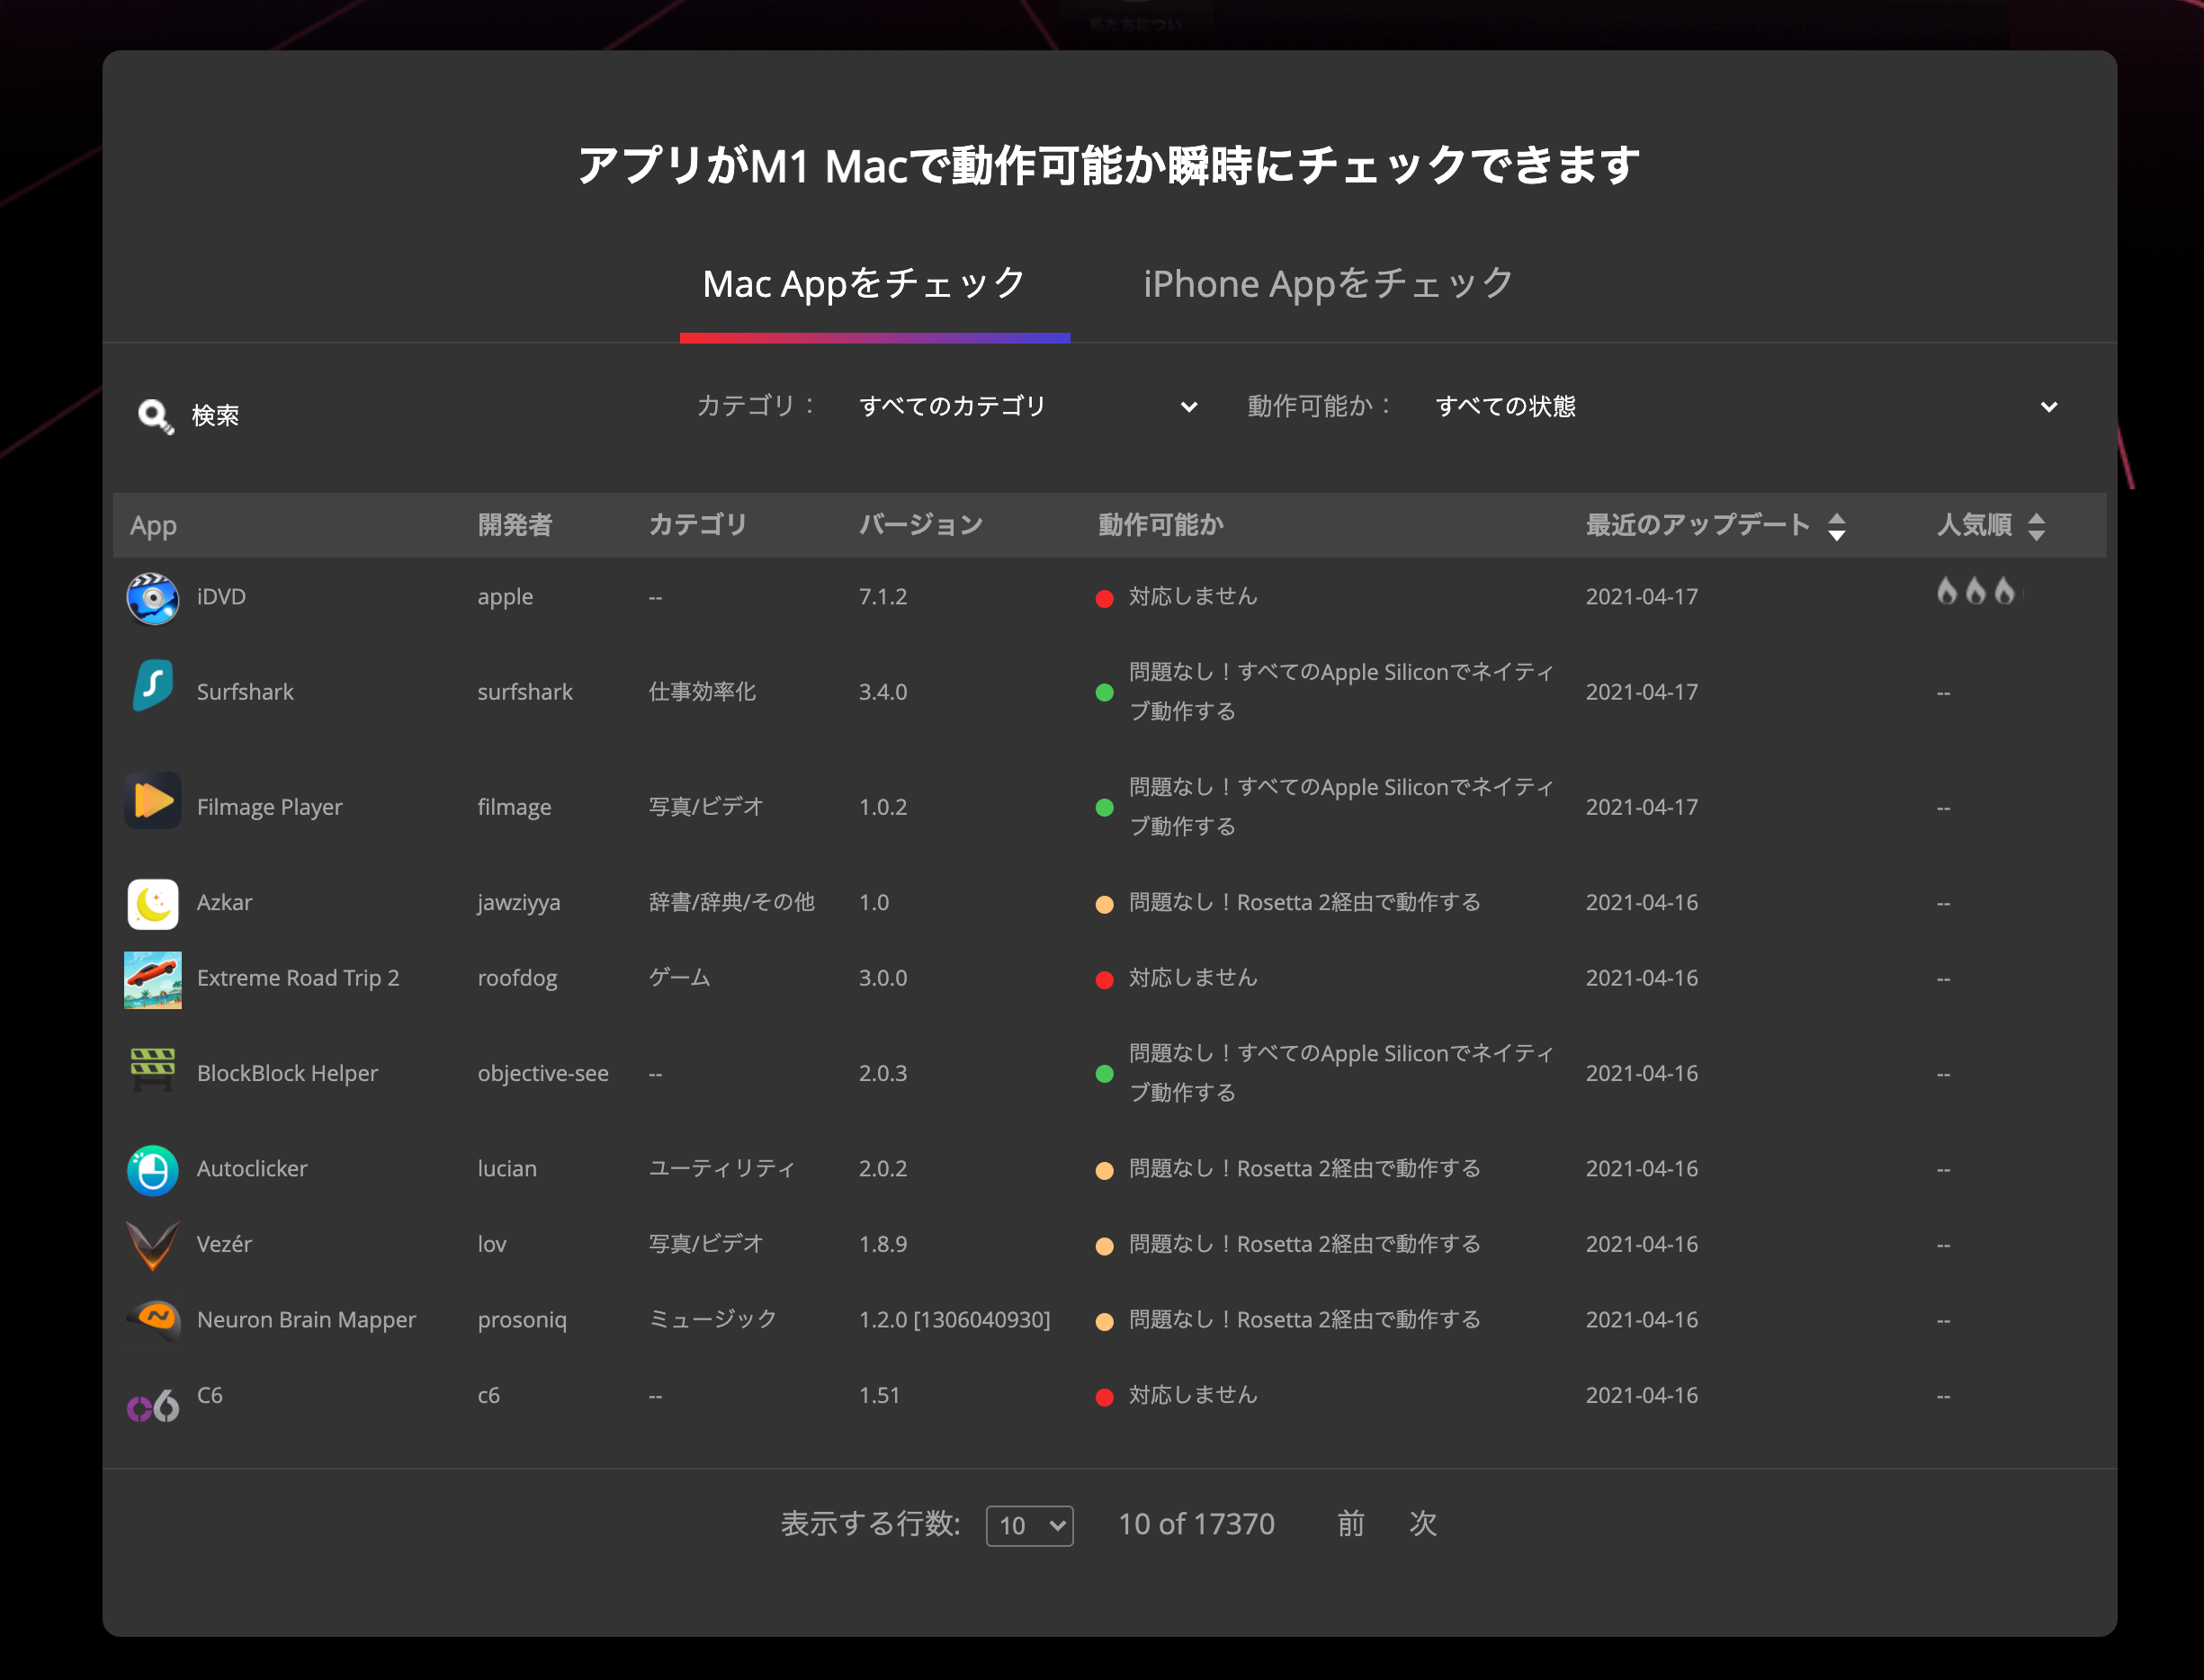 私たちについ
アプリがM1 Macで動作可能か瞬時にチェックできます
Mac Appをチェック iPhone Appをチェック
検索 カテゴリ： すべてのカテゴリ 動作可能か： すべての状態
App 開発者 カテゴリ バージョン 動作可能か 最近のアップデート 人気順
iDVD apple -- 7.1.2 対応しません 2021-04-17
Surfshark surfshark 仕事効率化 3.4.0 問題なし！すべてのApple Siliconでネイティ 2021-04-17 --
ブ動作する
Filmage Player filmage 写真/ビデオ 1.0.2 問題なし！すべてのApple Siliconでネイティ 2021-04-17 --
ブ動作する
Azkar jawziyya 辞書/辞典/その他 1.0 問題なし！Rosetta 2経由で動作する 2021-04-16 --
Extreme Road Trip 2 roofdog ゲーム 3.0.0 対応しません 2021-04-16 --
BlockBlock Helper objective-see -- 2.0.3 問題なし！すべてのApple Siliconでネイティ 2021-04-16 --
ブ動作する
Autoclicker lucian ユーティリティ 2.0.2 問題なし！Rosetta 2経由で動作する 2021-04-16 --
Vezér lov 写真/ビデオ 1.8.9 問題なし！Rosetta 2経由で動作する 2021-04-16 --
Neuron Brain Mapper prosoniq ミュージック 1.2.0 [1306040930] 問題なし！Rosetta 2経由で動作する 2021-04-16 --
C6 c6 -- 1.51 対応しません 2021-04-16 --
表示する行数: 10 10 of 17370 前 次